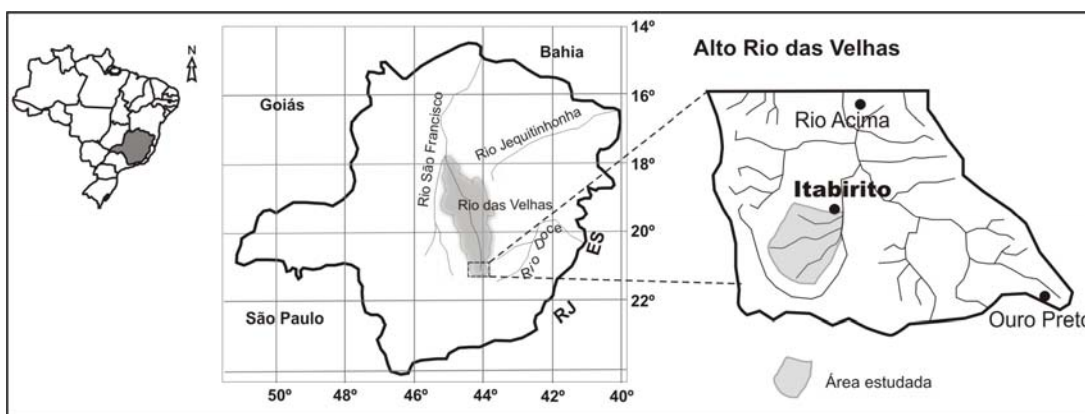 N
14º
Bahia
Goiás
16º
Rio São Francisco
Rio Jequitinhonha
18º
Rio das Velhas
20º
Rio Doce
ES
São Paulo
22º
RJ
50º 48º 46º 44º 42º 40º
Alto Rio das Velhas
Rio Acima
Itabirito
Ouro Preto
Área estudada